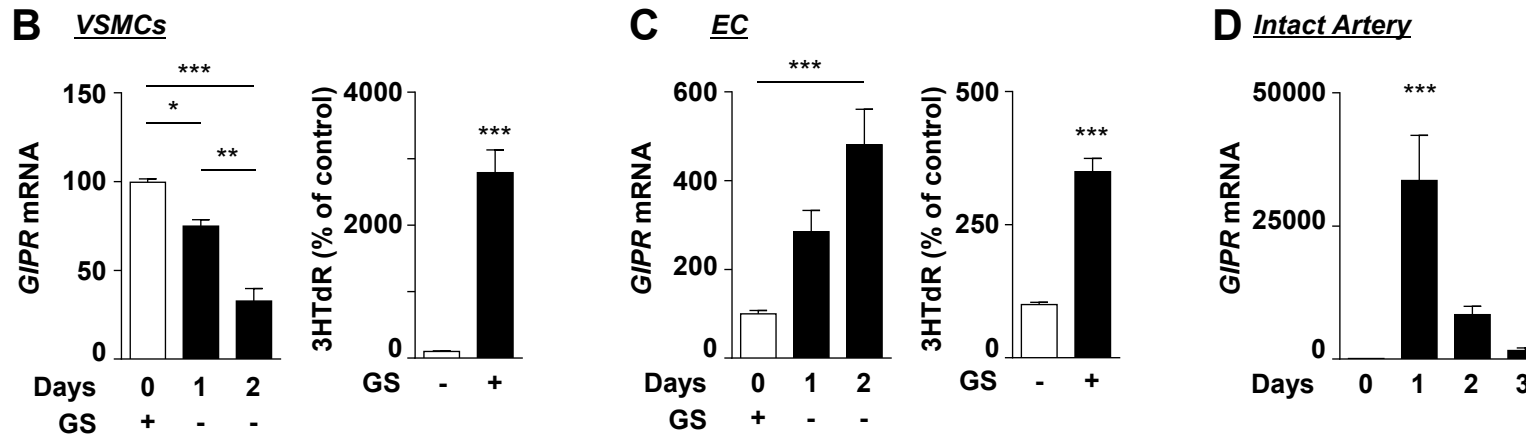 B VSMCs
GIPR mRNA
150
100
50
0
***
*
**
Days 0 1 2
GS + - -
3HTdR (% of control)
4000
2000
0
***
GS - +
C EC
GIPR mRNA
600
400
200
0
***
Days 0 1 2
GS + - -
3HTdR (% of control)
500
250
0
***
GS - +
D Intact Artery
GIPR mRNA
50000
25000
0
***
Days 0 1 2 3